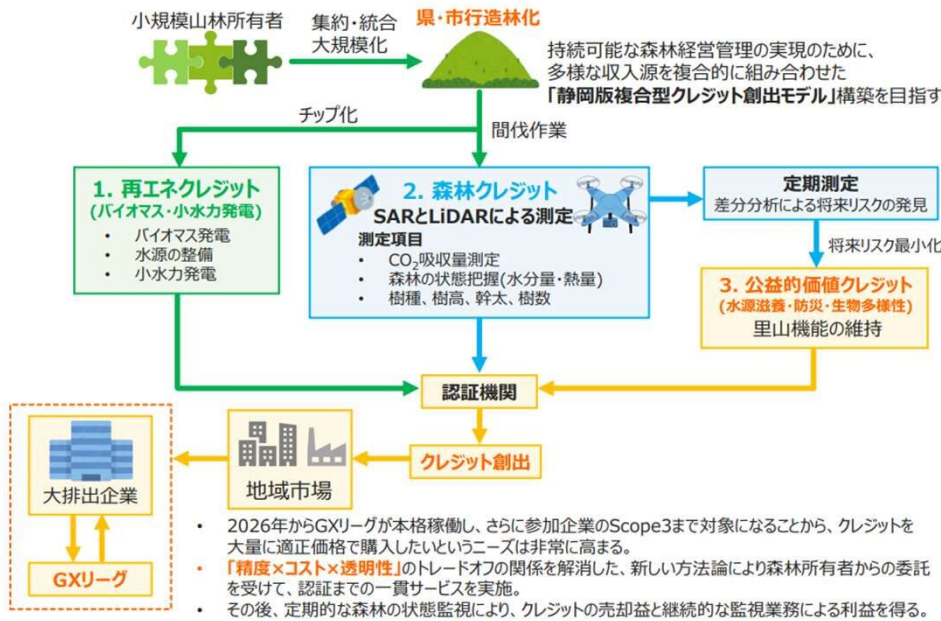 小規模山林所有者
集約・統合
大規模化
県・市行造林化
持続可能な森林経営管理の実現のために、
多様な収入源を複合的に組み合わせた
「静岡版複合型クレジット創出モデル」構築を目指す
チップ化
間伐作業
1. 再エネクレジット
(バイオマス・小水力発電)
• バイオマス発電
• 水源の整備
• 小水力発電
2. 森林クレジット
SARとLiDARによる測定
測定項目
• CO₂吸収量測定
• 森林の状態把握(水分量・熱量)
• 樹種、樹高、幹太、樹数
定期測定
差分分析による将来リスクの発見
将来リスク最小化
3. 公益的価値クレジット
(水源滋養・防災・生物多様性)
里山機能の維持
認証機関
クレジット創出
地域市場
大排出企業
GXリーグ
• 2026年からGXリーグが本格稼働し、さらに参加企業のScope3まで対象になることから、クレジットを
大量に適正価格で購入したいというニーズは非常に高まる。
• 「精度×コスト×透明性」のトレードオフの関係を解消した、新しい方法論により森林所有者からの委託
を受けて、認証までの一貫サービスを実施。
• その後、定期的な森林の状態監視により、クレジットの売却益と継続的な監視業務による利益を得る。